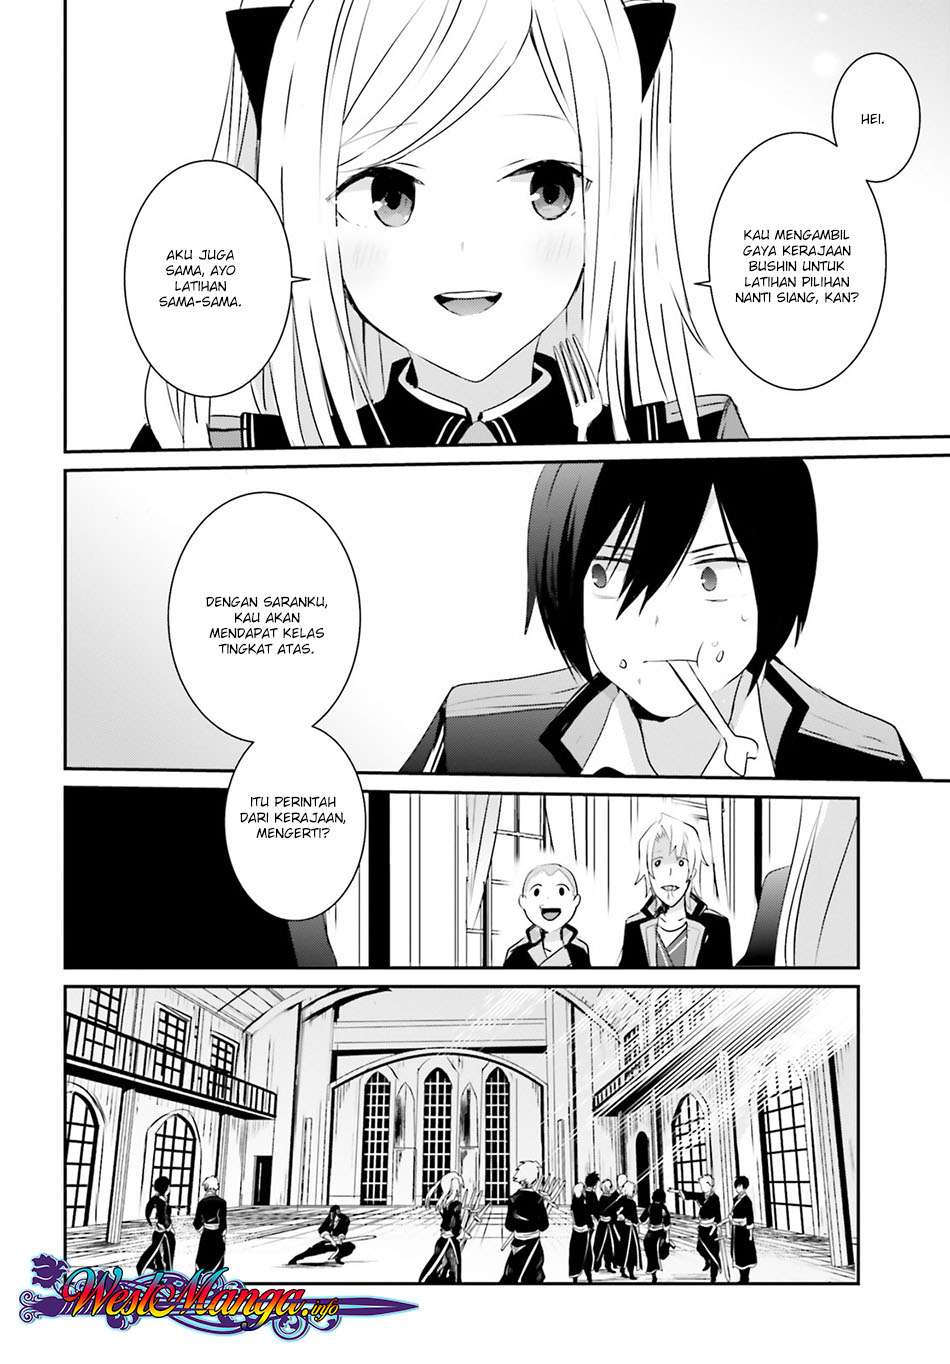 HEI.
KAU MENGAMBIL
GAYA KERAJAAN
BUSHIN UNTUK
LATIHAN PILIHAN
NANTI SIANG, KAN?
AKU JUGA
SAMA, AYO
LATIHAN
SAMA-SAMA.
DENGAN SARANKU,
KAU AKAN
MENDAPAT KELAS
TINGKAT ATAS.
ITU PERINTAH
DARI KERAJAAN,
MENGERTI?
WestManga.info